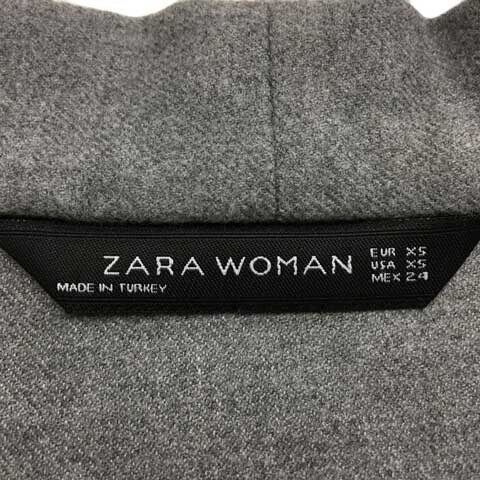 ZARA WOMAN
MADE IN TURKEY
EUR XS
USA XS
MEX 24